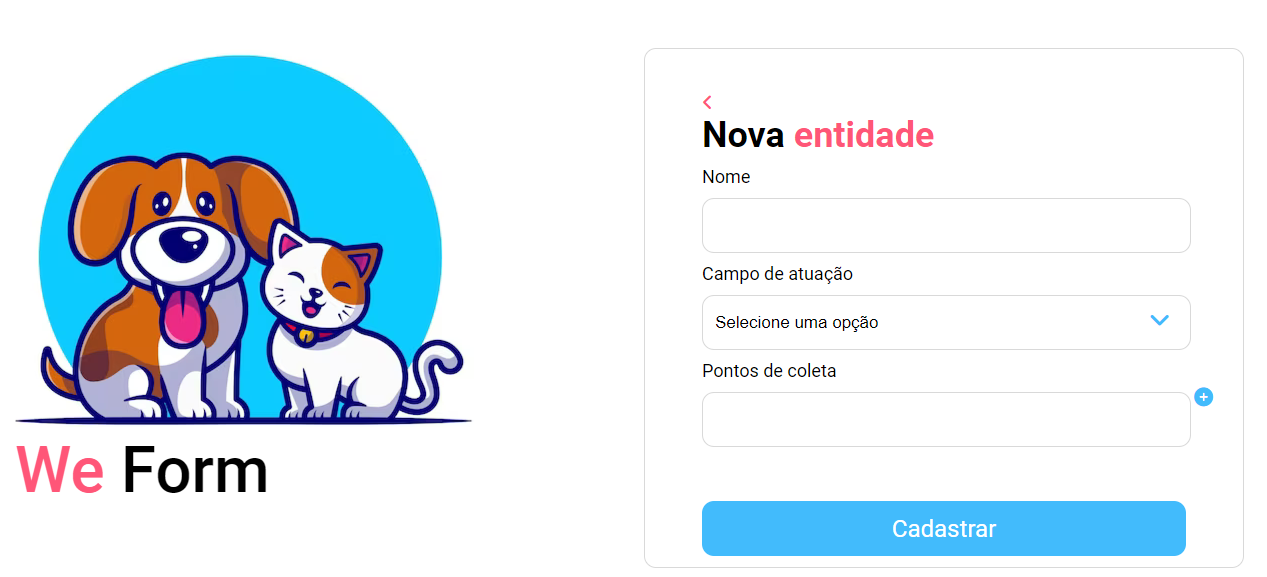 We Form
Nova entidade
Nome
Campo de atuação
Selecione uma opção
Pontos de coleta
Cadastrar